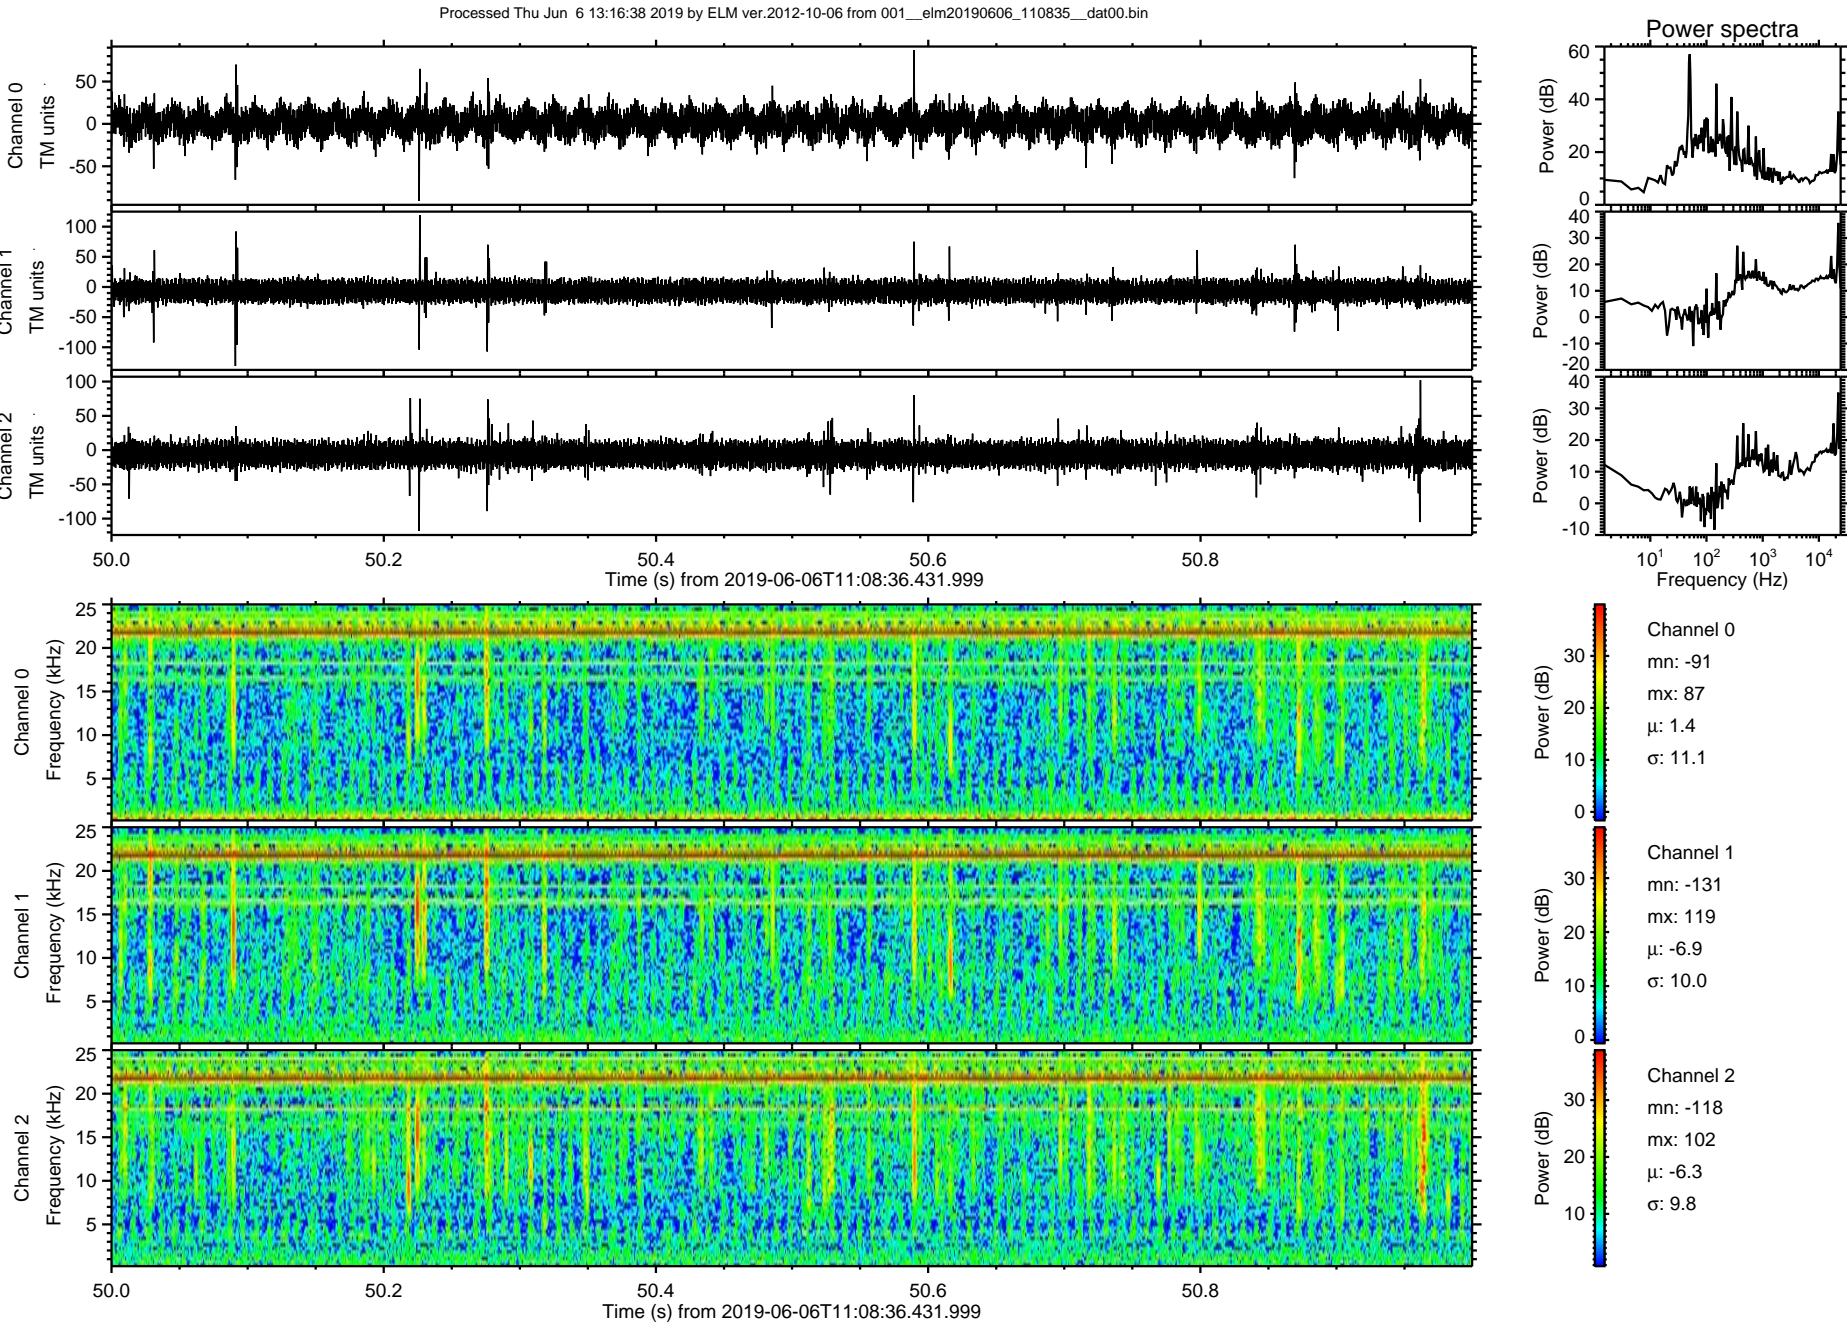 Processed Thu Jun  6 13:16:38 2019 by ELM ver.2012-10-06 from 001__elm20190606_110835__dat00.bin
Power spectra
Channel 0
TM units
50
0
-50
Power (dB)
60
40
20
0
Channel 1
TM units
100
50
0
-50
-100
Power (dB)
40
30
20
10
0
-10
-20
Channel 2
TM units
100
50
0
-50
-100
Power (dB)
40
30
20
10
0
-10
50.0 50.2 50.4 50.6 50.8
Time (s) from 2019-06-06T11:08:36.431.999
10^1 10^2 10^3 10^4
Frequency (Hz)
Channel 0
Frequency (kHz)
25
20
15
10
5
Power (dB)
30
20
10
0
Channel 0
mn: -91
mx: 87
μ: 1.4
σ: 11.1
Channel 1
Frequency (kHz)
25
20
15
10
5
Power (dB)
30
20
10
0
Channel 1
mn: -131
mx: 119
μ: -6.9
σ: 10.0
Channel 2
Frequency (kHz)
25
20
15
10
5
Power (dB)
30
20
10
Channel 2
mn: -118
mx: 102
μ: -6.3
σ: 9.8
50.0 50.2 50.4 50.6 50.8
Time (s) from 2019-06-06T11:08:36.431.999